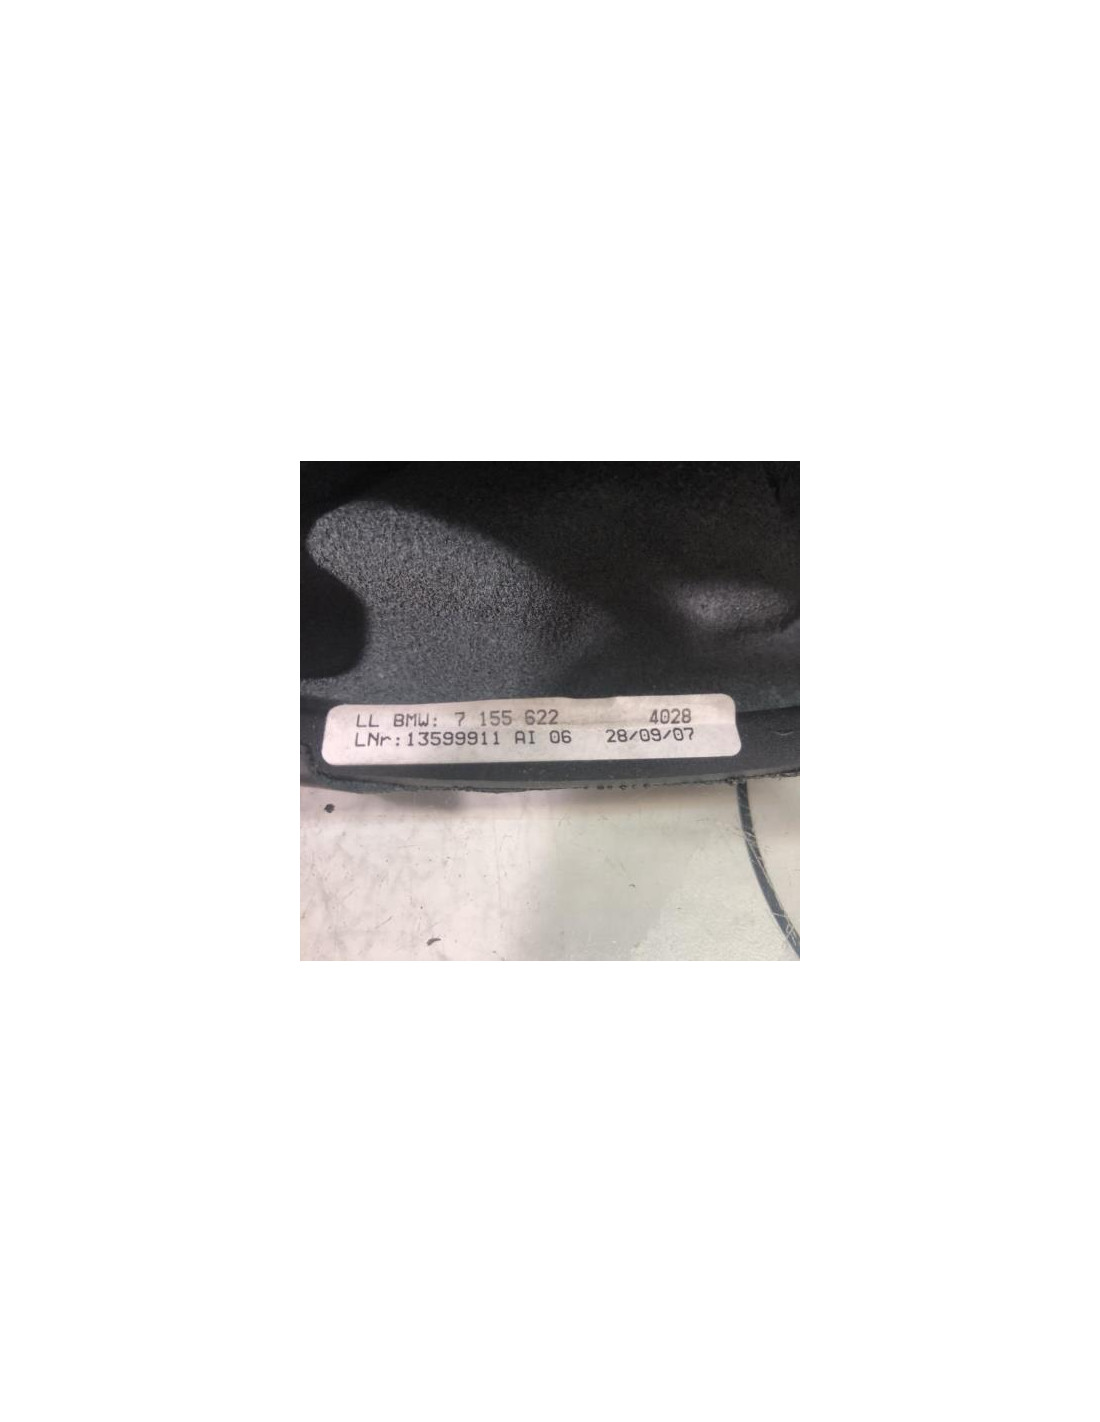 LL BMW: 7 155 622 4028
LNr:13599911 AI 06 28/09/07